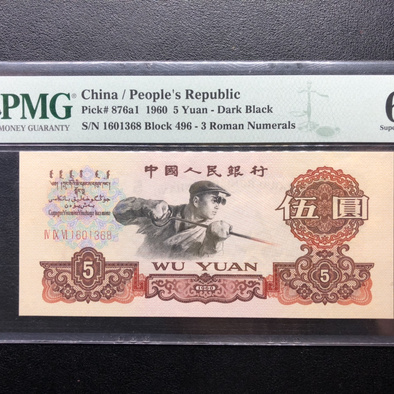 PMG
MONEY GUARANTY
China / People's Republic
Pick# 876a1 1960 5 Yuan - Dark Black
S/N 1601368 Block 496 - 3 Roman Numerals
6
Supe
中國人民銀行
IV IX VI 1601368
伍圓
5
WU YUAN
5
1960